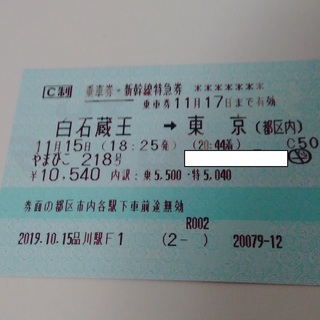 C制 乗車券・新幹線特急券 *******
乗車券11月17日まで有効
白石蔵王 → 東京(都区内)
11月15日(18:25発) (20:44着) C50
やまびこ 218号
¥10,540 内訳:乗5,500・特5,040
券面の都区市内各駅下車前途無効
R002
2019.10.15品川駅F1 (2-) 20079-12